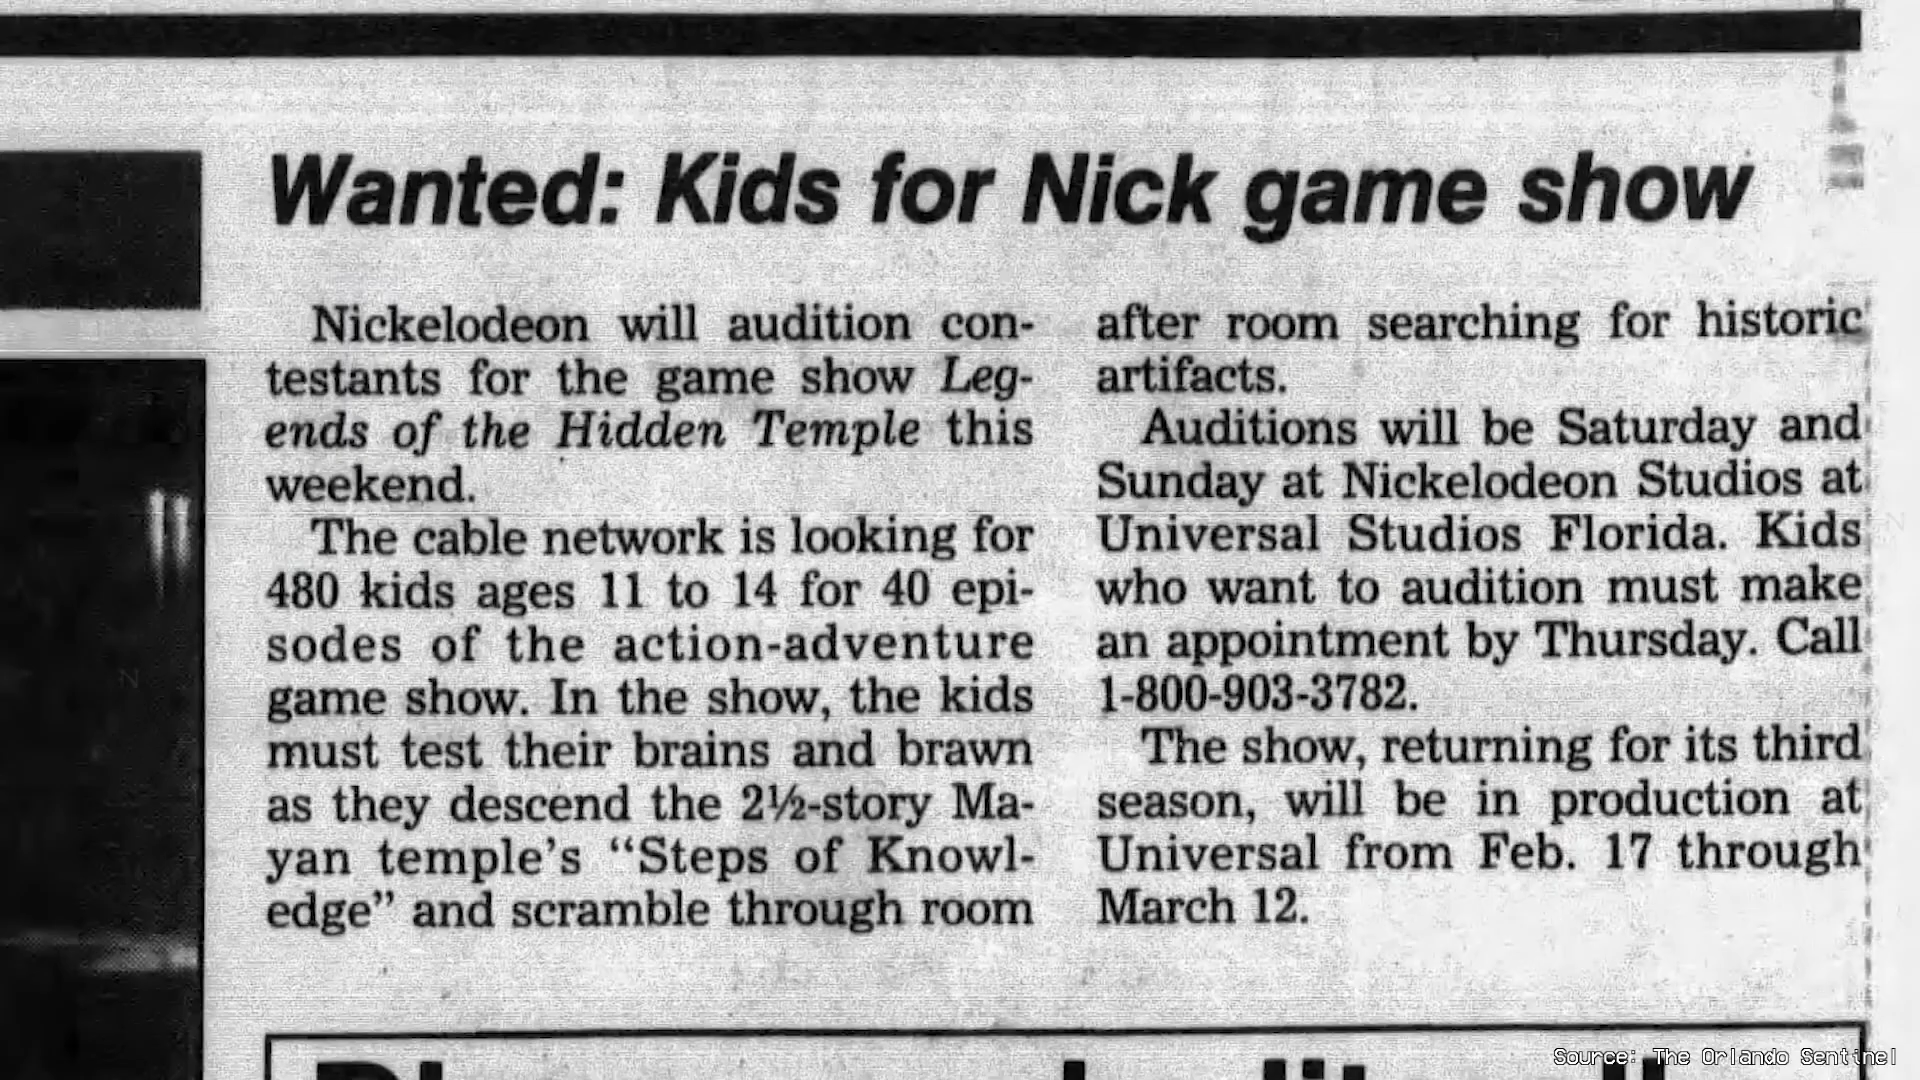 Wanted: Kids for Nick game show
Nickelodeon will audition con-
testants for the game show Leg-
ends of the Hidden Temple this
weekend.
The cable network is looking for
480 kids ages 11 to 14 for 40 epi-
sodes of the action-adventure
game show. In the show, the kids
must test their brains and brawn
as they descend the 2½-story Ma-
yan temple's “Steps of Knowl-
edge” and scramble through room
after room searching for historic
artifacts.
Auditions will be Saturday and
Sunday at Nickelodeon Studios at
Universal Studios Florida. Kids
who want to audition must make
an appointment by Thursday. Call
1-800-903-3782.
The show, returning for its third
season, will be in production at
Universal from Feb. 17 through
March 12.
Source: The Orlando Sentinel